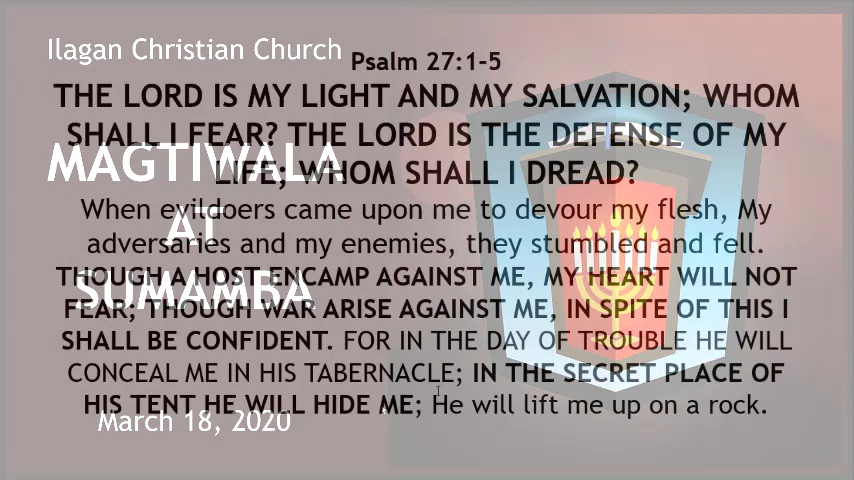 Ilagan Christian Church
MAGTIWALA
AT
SUMAMBA
March 18, 2020
Psalm 27:1-5
THE LORD IS MY LIGHT AND MY SALVATION; WHOM
SHALL I FEAR? THE LORD IS THE DEFENSE OF MY
LIFE; WHOM SHALL I DREAD?
When evildoers came upon me to devour my flesh, My
adversaries and my enemies, they stumbled and fell.
THOUGH A HOST ENCAMP AGAINST ME, MY HEART WILL NOT
FEAR; THOUGH WAR ARISE AGAINST ME, IN SPITE OF THIS I
SHALL BE CONFIDENT. FOR IN THE DAY OF TROUBLE HE WILL
CONCEAL ME IN HIS TABERNACLE; IN THE SECRET PLACE OF
HIS TENT HE WILL HIDE ME; He will lift me up on a rock.